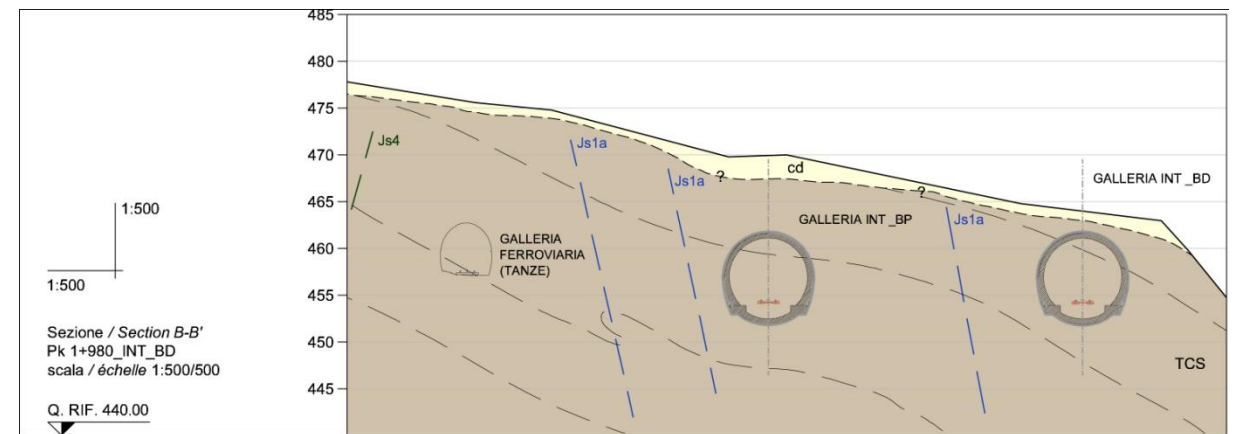 485
480
475
470
465
460
455
450
445
Js4
Js1a
Js1a
?
cd
?
Js1a
GALLERIA INT _BD
GALLERIA INT _BP
GALLERIA
FERROVIARIA
(TANZE)
TCS
1:500
1:500
Sezione / Section B-B'
Pk 1+980_INT_BD
scala / échelle 1:500/500
Q. RIF. 440.00